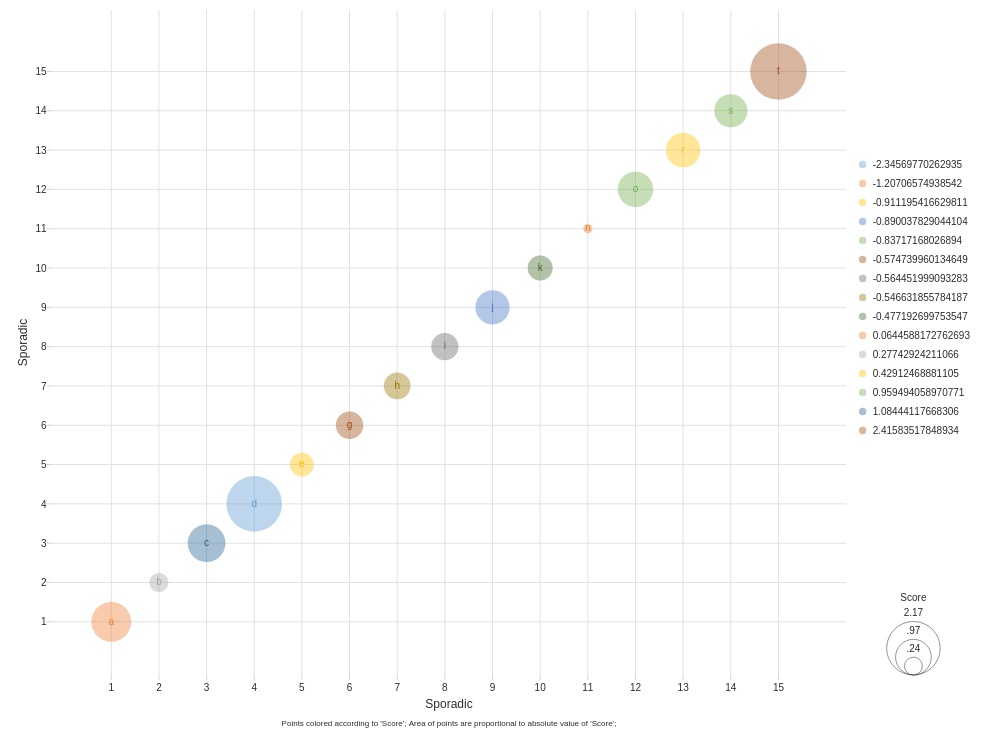 15
14
13
12
11
10
9
8
7
6
5
4
3
2
1
Sporadic
t
s
r
o
n
k
j
i
h
g
e
d
c
b
a
1 2 3 4 5 6 7 8 9 10 11 12 13 14 15
Sporadic
Points colored according to 'Score'; Area of points are proportional to absolute value of 'Score';
-2.34569770262935
-1.20706574938542
-0.911195416629811
-0.890037829044104
-0.83717168026894
-0.574739960134649
-0.564451999093283
-0.546631855784187
-0.477192699753547
0.0644588172762693
0.27742924211066
0.42912468881105
0.959494058970771
1.08444117668306
2.41583517848934
Score
2.17
.97
.24